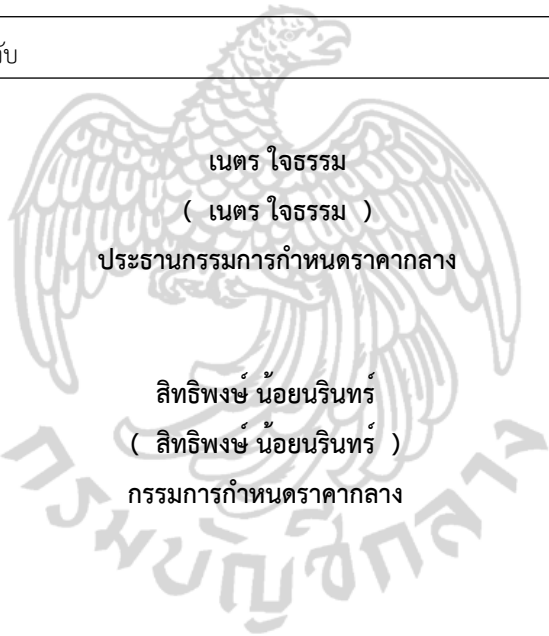 เนตร ใจธรรม
( เนตร ใจธรรม )
ประธานกรรมการกำหนดราคากลาง
สิทธิพงษ์ น้อยนรินทร์
( สิทธิพงษ์ น้อยนรินทร์ )
กรรมการกำหนดราคากลาง
กรมบัญชีกลาง